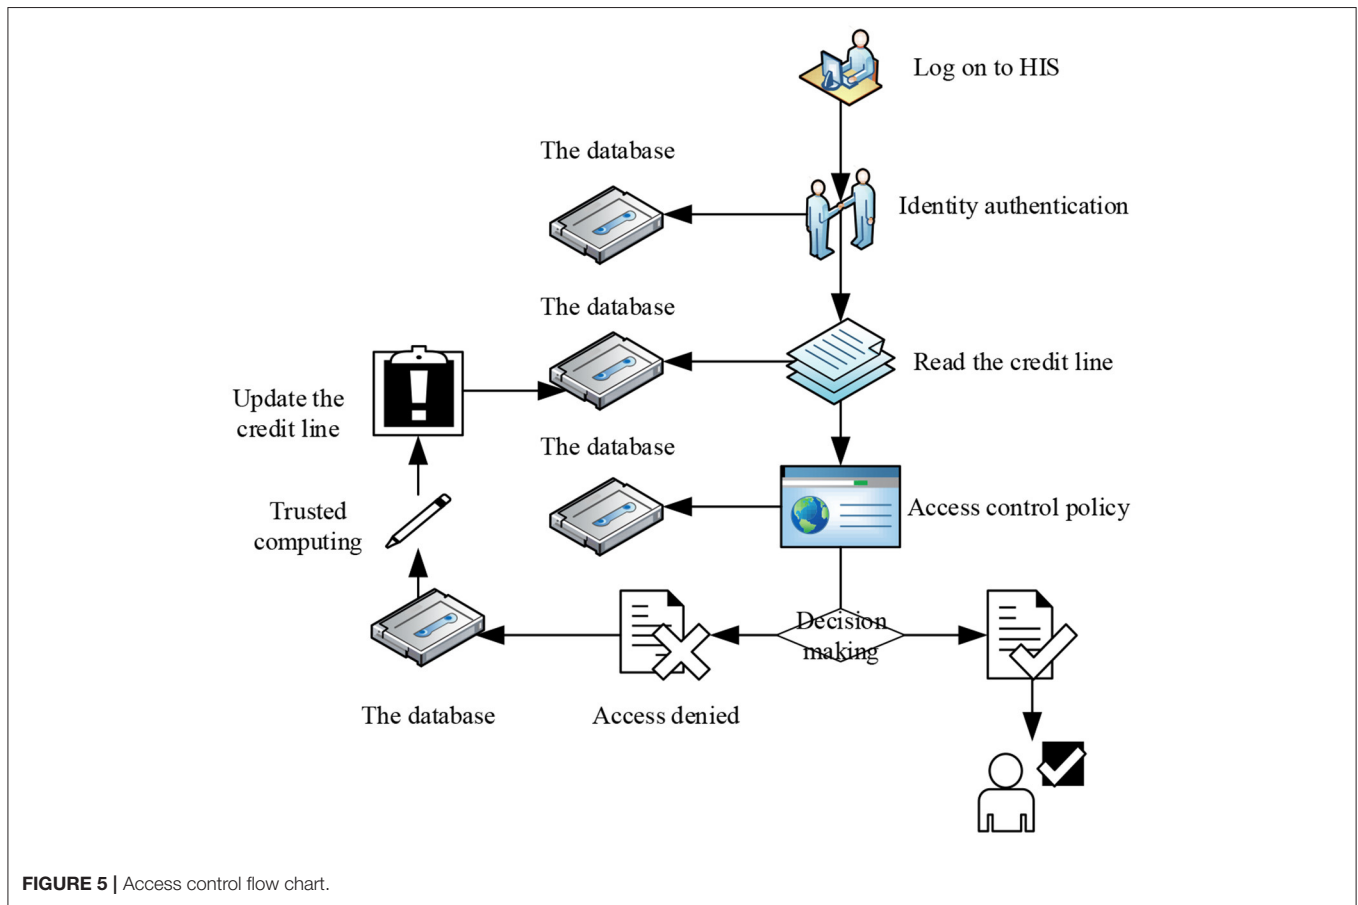 Log on to HIS
The database
Identity authentication
The database
Read the credit line
Update the
credit line
The database
Access control policy
Trusted
computing
Decision
making
The database
Access denied
FIGURE 5 | Access control flow chart.